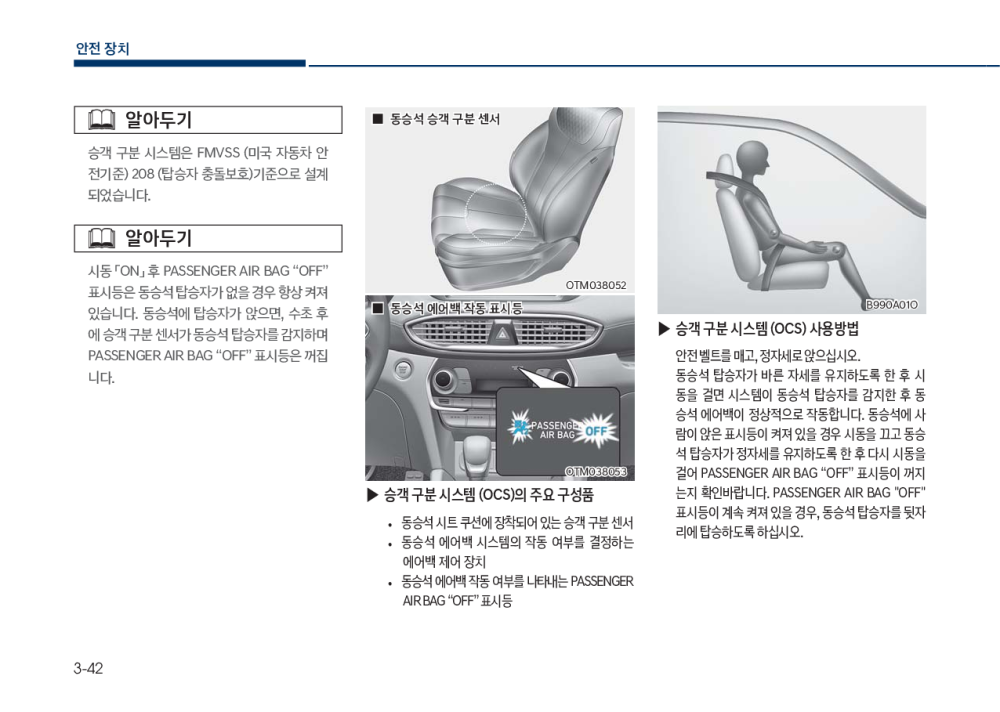 안전 장치
알아두기
승객 구분 시스템은 FMVSS (미국 자동차 안
전기준) 208 (탑승자 충돌보호)기준으로 설계
되었습니다.
알아두기
시동 ｢ON｣ 후 PASSENGER AIR BAG “OFF”
표시등은 동승석 탑승자가 없을 경우 항상 켜져
있습니다. 동승석에 탑승자가 앉으면, 수초 후
에 승객 구분 센서가 동승석 탑승자를 감지하며
PASSENGER AIR BAG “OFF” 표시등은 꺼집
니다.
■ 동승석 승객 구분 센서
OTM038052
■ 동승석 에어백 작동 표시등
PASSENGE
AIR BAG
OFF
OTM038053
▶ 승객 구분 시스템 (OCS)의 주요 구성품
• 동승석 시트 쿠션에 장착되어 있는 승객 구분 센서
• 동승석 에어백 시스템의 작동 여부를 결정하는
에어백 제어 장치
• 동승석 에어백 작동 여부를 나타내는 PASSENGER
AIR BAG “OFF” 표시등
B990A01O
▶ 승객 구분 시스템 (OCS) 사용방법
안전 벨트를 매고, 정자세로 앉으십시오.
동승석 탑승자가 바른 자세를 유지하도록 한 후 시
동을 걸면 시스템이 동승석 탑승자를 감지한 후 동
승석 에어백이 정상적으로 작동합니다. 동승석에 사
람이 앉은 표시등이 켜져 있을 경우 시동을 끄고 동승
석 탑승자가 정자세를 유지하도록 한 후 다시 시동을
걸어 PASSENGER AIR BAG “OFF” 표시등이 꺼지
는지 확인바랍니다. PASSENGER AIR BAG "OFF"
표시등이 계속 켜져 있을 경우, 동승석 탑승자를 뒷자
리에 탑승하도록 하십시오.
3-42